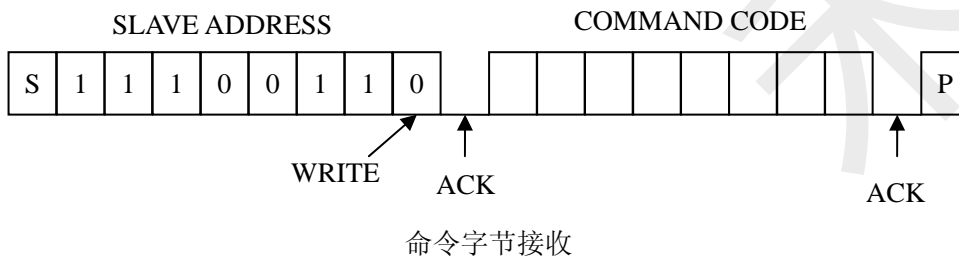 SLAVE ADDRESS COMMAND CODE
S 1 1 1 0 0 1 1 0 P
WRITE ACK ACK
命令字节接收